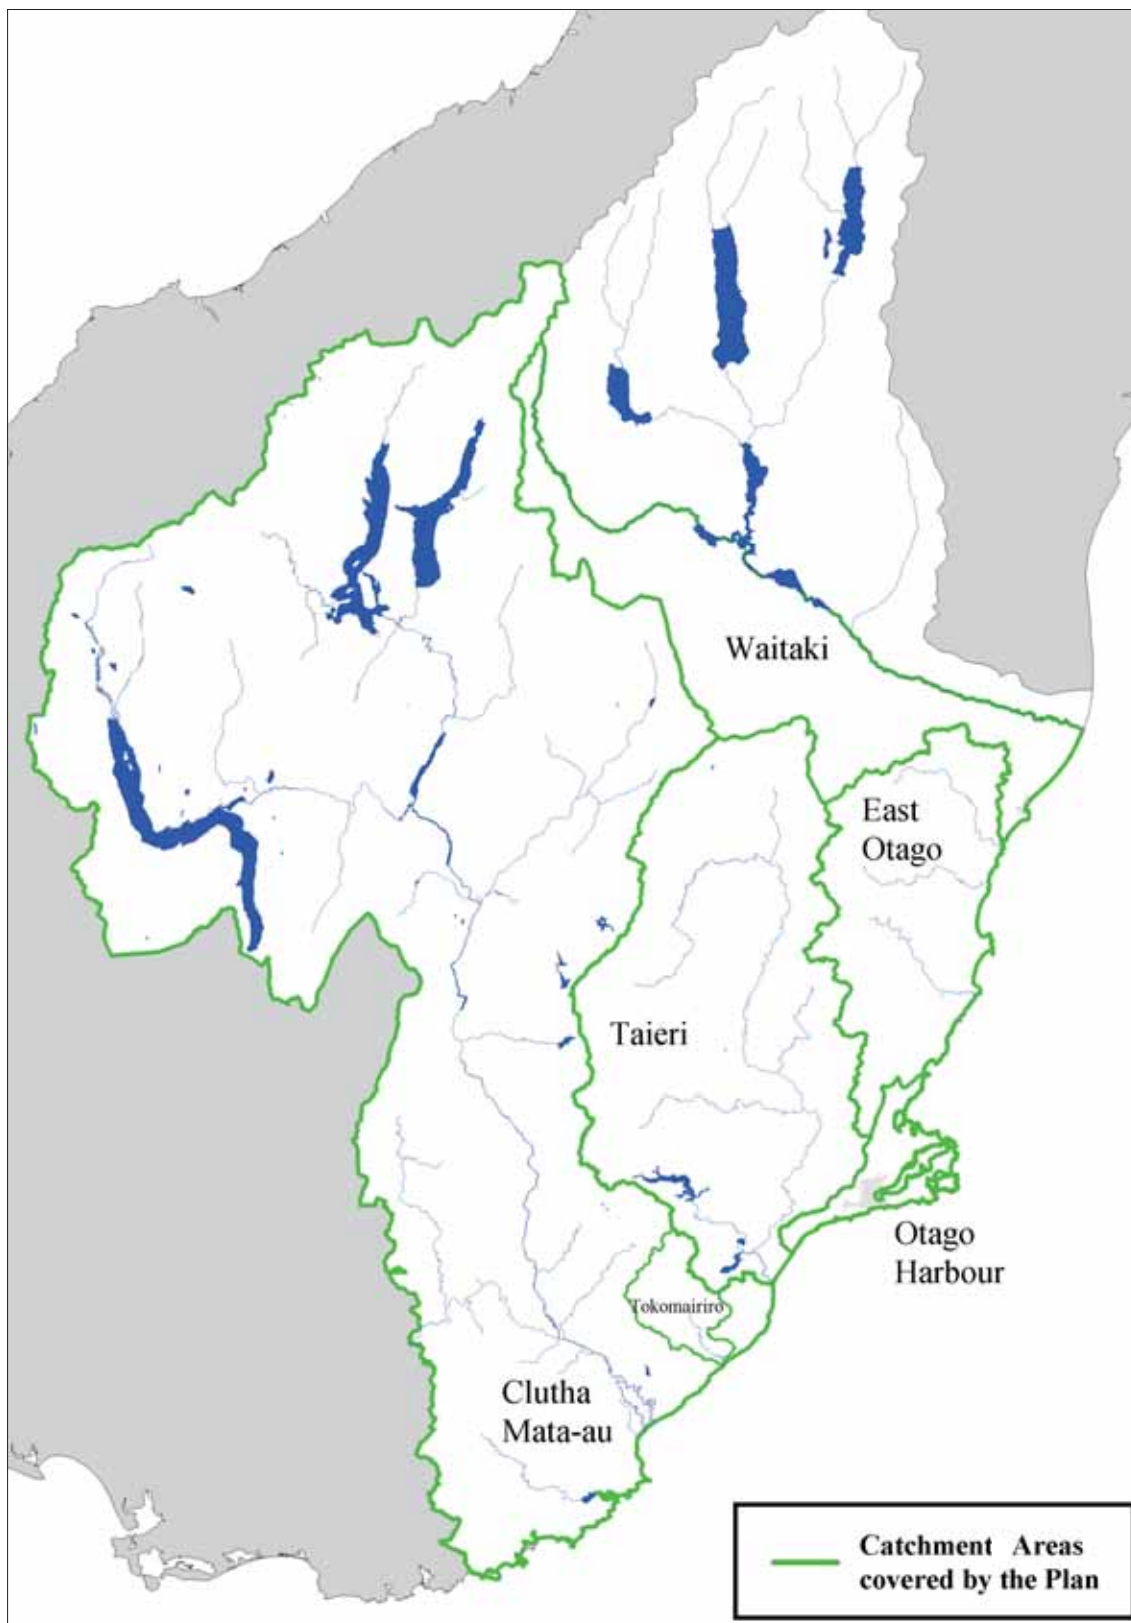 Waitaki
East
Otago
Taieri
Otago
Harbour
Tokomairiro
Clutha
Mata-au
Catchment Areas
covered by the Plan